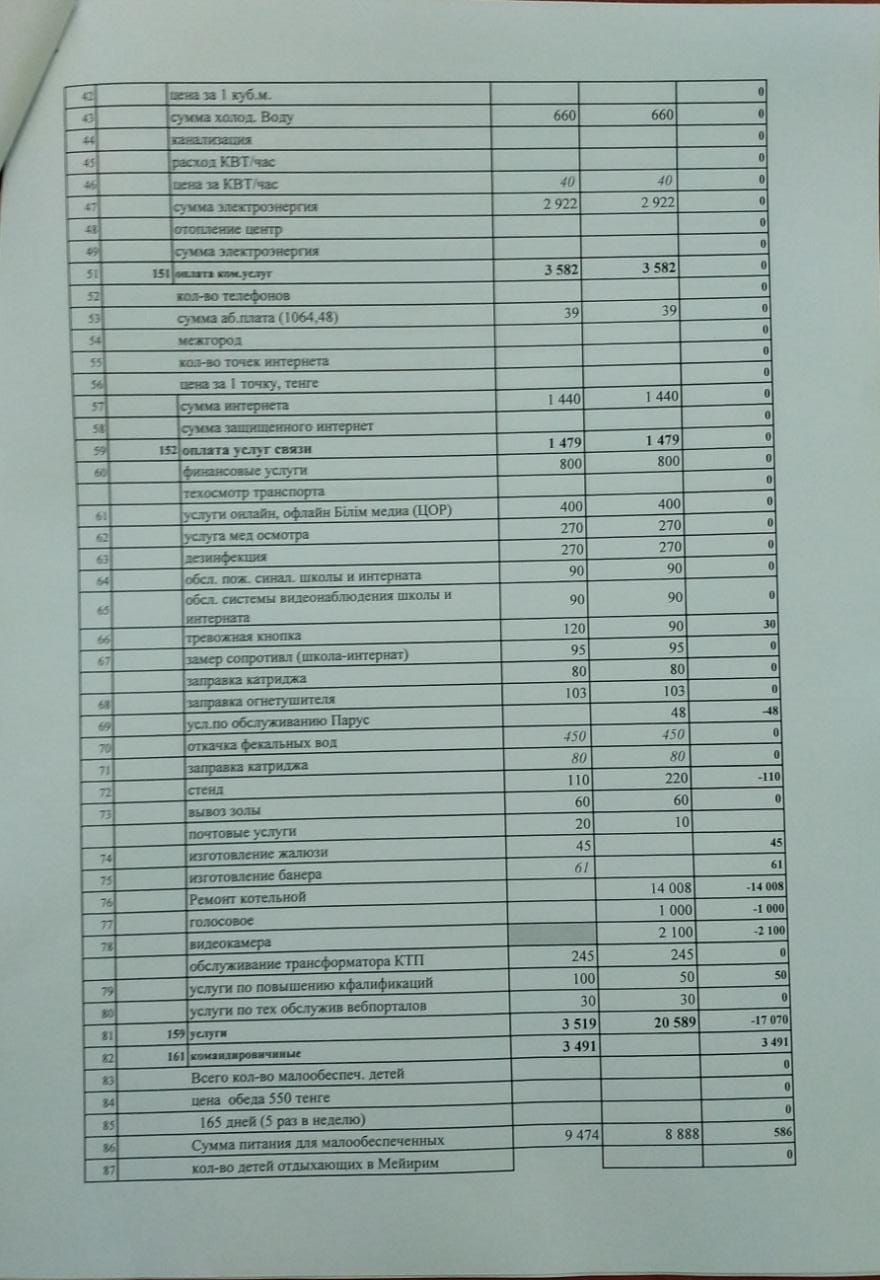 42 цена за 1 куб.м. 0
43 сумма холод. Воду 660 660 0
44 канализация 0
45 расход КВТ/час 0
46 цена за КВТ/час 40 40 0
47 сумма электроэнергия 2 922 2 922 0
48 отопление центр 0
49 сумма электроэнергия 0
51 151 оплата ком.услуг 3 582 3 582 0
52 кол-во телефонов 0
53 сумма аб.плата (1064,48) 39 39 0
54 межгород 0
55 кол-во точек интернета 0
56 цена за 1 точку, тенге 0
57 сумма интернета 1 440 1 440 0
58 сумма защищенного интернет 0
59 152 оплата услуг связи 1 479 1 479 0
60 финансовые услуги 800 800 0
техосмотр транспорта 0
61 услуги онлайн, офлайн Білім медиа (ЦОР) 400 400 0
62 услуга мед осмотра 270 270 0
63 дезинфекция 270 270 0
64 обсл. пож. синал. школы и интерната 90 90 0
65 обсл. системы видеонаблюдения школы и
интерната 90 90 0
66 тревожная кнопка 120 90 30
67 замер сопротивл (школа-интернат) 95 95 0
заправка катриджа 80 80 0
68 заправка огнетушителя 103 103 0
69 усл.по обслуживанию Парус 48 -48
70 откачка фекальных вод 450 450 0
71 заправка катриджа 80 80 0
72 стенд 110 220 -110
73 вывоз золы 60 60 0
почтовые услуги 20 10
74 изготовление жалюзи 45 45
75 изготовление банера 61 61
76 Ремонт котельной 14 008 -14 008
77 голосовое 1 000 -1 000
78 видеокамера 2 100 -2 100
обслуживание трансформатора КТП 245 245 0
79 услуги по повышению кфалификаций 100 50 50
80 услуги по тех обслужив вебпорталов 30 30 0
81 159 услуги 3 519 20 589 -17 070
82 161 командировичиные 3 491 3 491
83 Всего кол-во малообеспеч. детей 0
84 цена обеда 550 тенге 0
85 165 дней (5 раз в неделю) 0
86 Сумма питания для малообеспеченных 9 474 8 888 586
87 кол-во детей отдыхающих в Мейирим 0